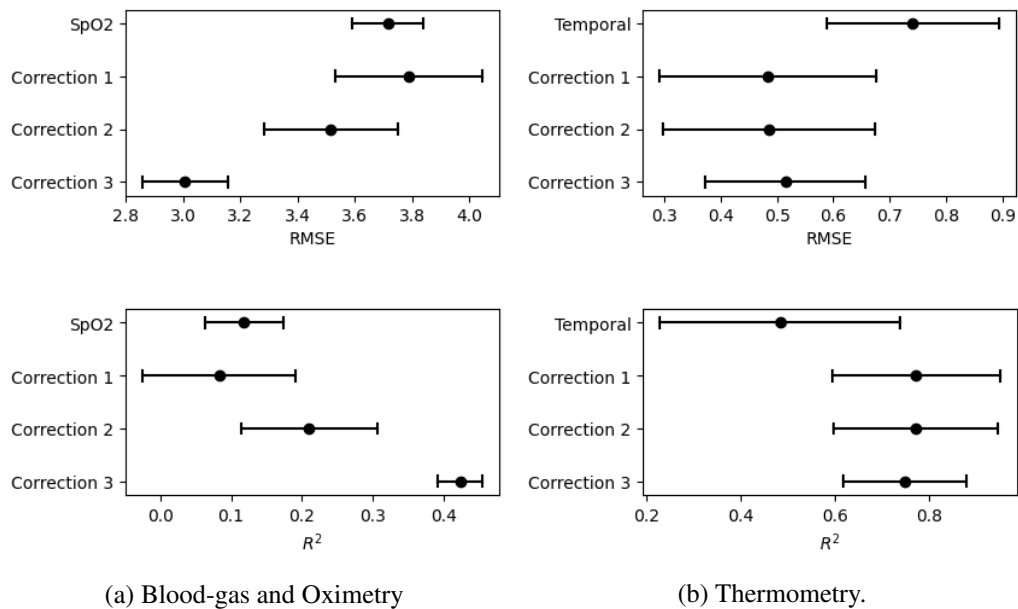 SpO2
Correction 1
Correction 2
Correction 3
2.8 3.0 3.2 3.4 3.6 3.8 4.0
RMSE
Temporal
Correction 1
Correction 2
Correction 3
0.3 0.4 0.5 0.6 0.7 0.8 0.9
RMSE
SpO2
Correction 1
Correction 2
Correction 3
0.0 0.1 0.2 0.3 0.4
R²
Temporal
Correction 1
Correction 2
Correction 3
0.2 0.4 0.6 0.8
R²
(a) Blood-gas and Oximetry
(b) Thermometry.